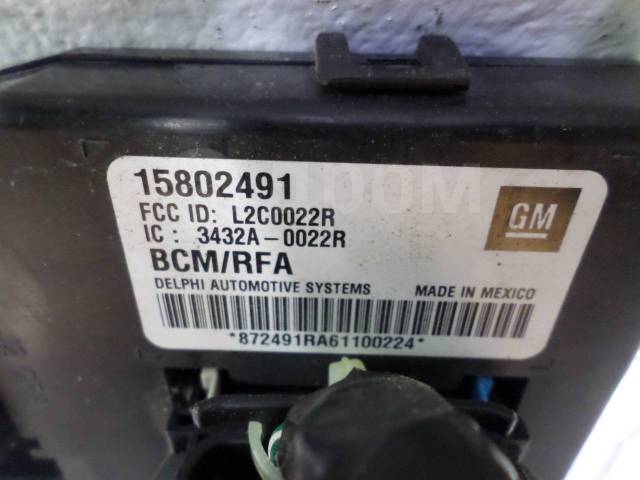 15802491
FCC ID: L2C0022R
IC : 3432A-0022R
BCM/RFA
GM
DELPHI AUTOMOTIVE SYSTEMS MADE IN MEXICO
*872491RA61100224*